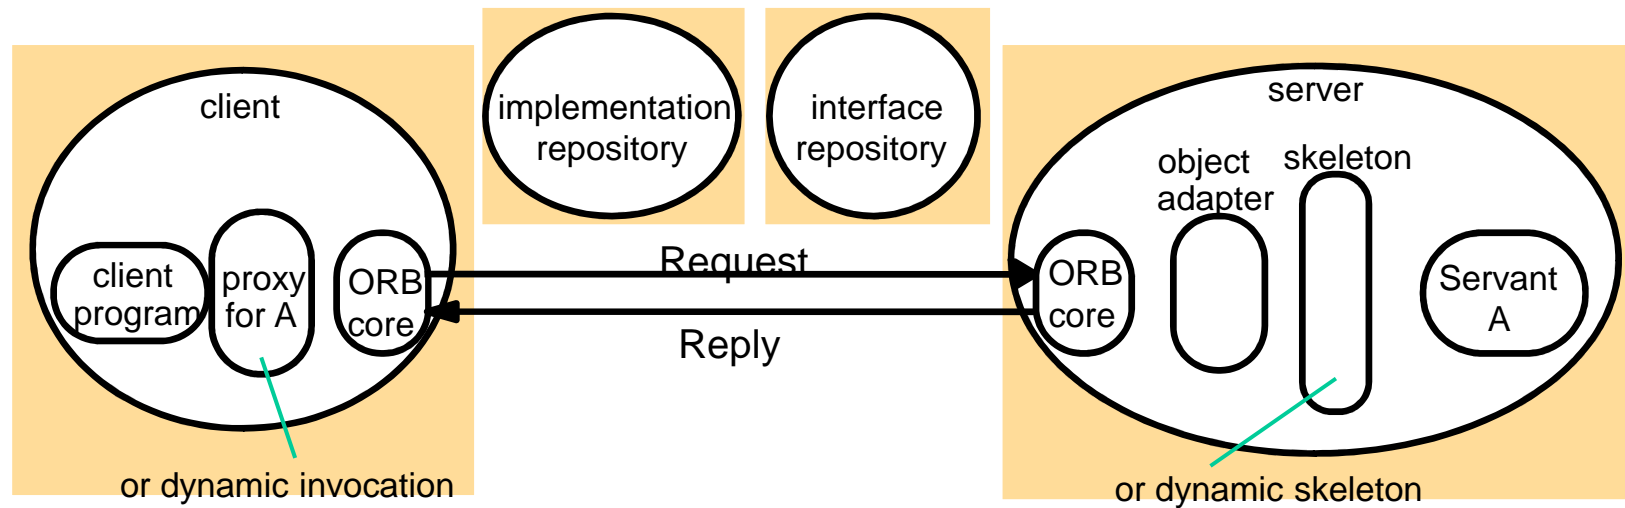 client
implementation
repository
interface
repository
server
object
adapter
skeleton
client
program
proxy
for A
ORB
core
Request
Reply
ORB
core
Servant
A
or dynamic invocation
or dynamic skeleton